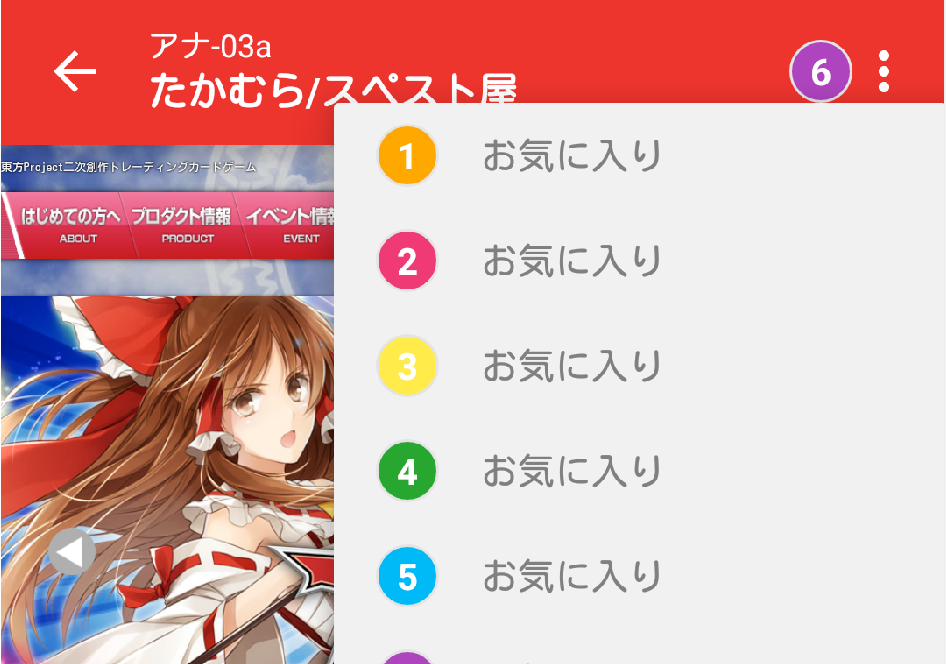 アナ-03a
たかむら/スペスト屋
6
東方Project二次創作トレーティングカードゲーム
はじめての方へ プロダクト情報 イベント情報
ABOUT PRODUCT EVENT
1 お気に入り
2 お気に入り
3 お気に入り
4 お気に入り
5 お気に入り